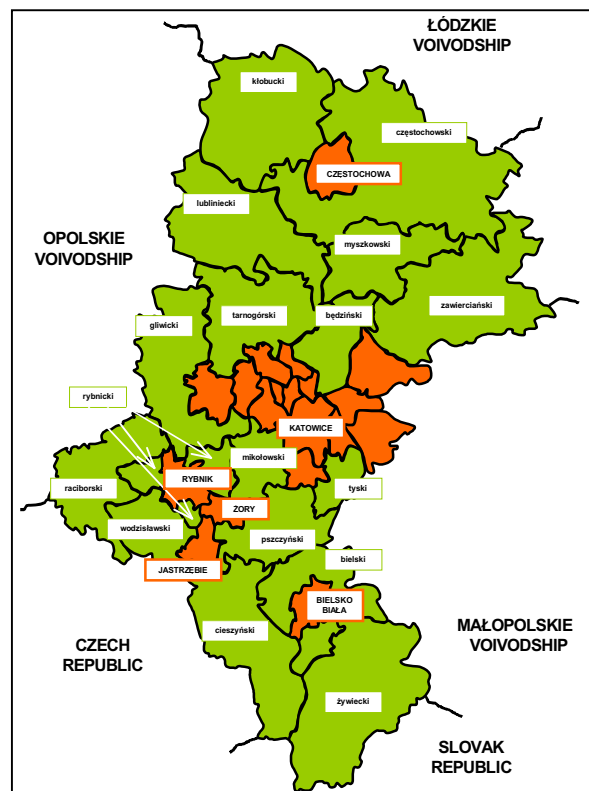 ŁÓDZKIE
VOIVODSHIP
kłobucki
częstochowski
CZĘSTOCHOWA
lubliniecki
OPOLSKIE
VOIVODSHIP
myszkowski
zawierciański
tarnogórski
będziński
gliwicki
rybnicki
KATOWICE
mikołowski
RYBNIK
raciborski
tyski
ŻORY
wodzisławski
pszczyński
bielski
JASTRZĘBIE
BIELSKO
BIAŁA
cieszyński
MAŁOPOLSKIE
VOIVODSHIP
CZECH
REPUBLIC
żywiecki
SLOVAK
REPUBLIC